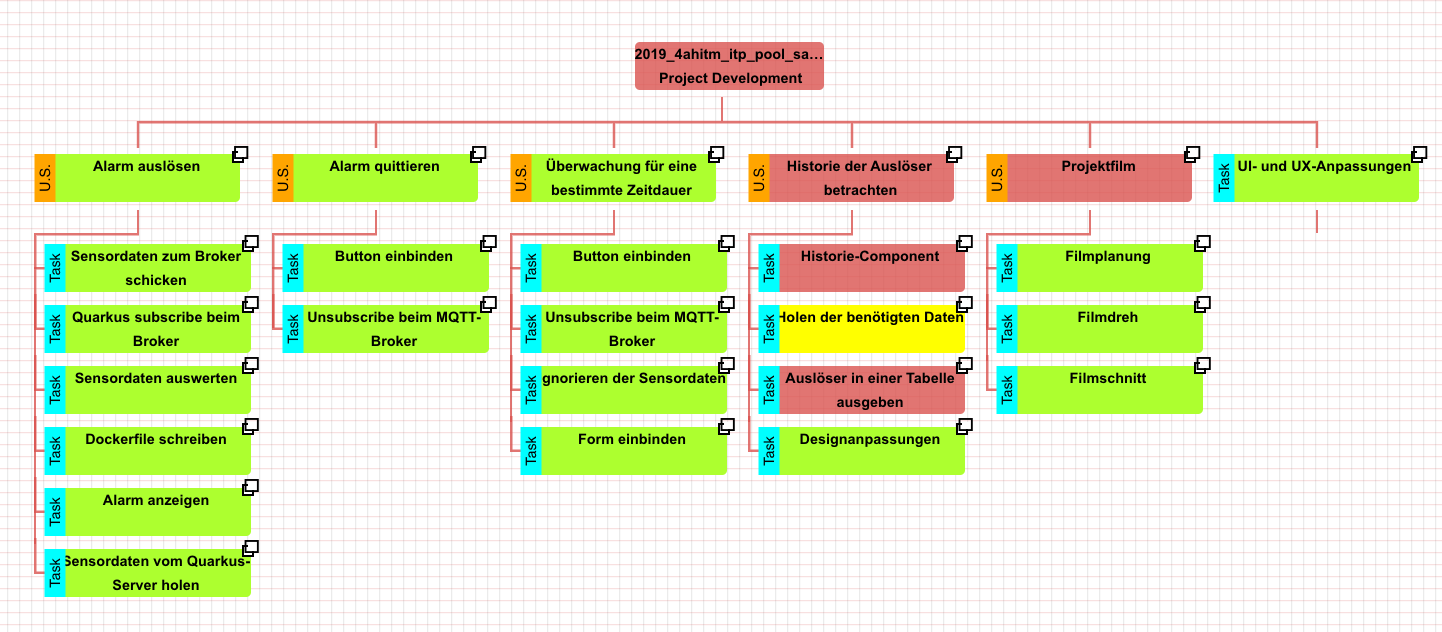 2019_4ahitm_itp_pool_sa...
Project Development
U.S.
Alarm auslösen
U.S.
Alarm quittieren
U.S.
Überwachung für eine
bestimmte Zeitdauer
U.S.
Historie der Auslöser
betrachten
U.S.
Projektfilm
Task
UI- und UX-Anpassungen
Task
Sensordaten zum Broker
schicken
Task
Quarkus subscribe beim
Broker
Task
Sensordaten auswerten
Task
Dockerfile schreiben
Task
Alarm anzeigen
Task
Sensordaten vom Quarkus-
Server holen
Task
Button einbinden
Task
Unsubscribe beim MQTT-
Broker
Task
Button einbinden
Task
Unsubscribe beim MQTT-
Broker
Task
gnorieren der Sensordaten
Task
Form einbinden
Task
Historie-Component
Task
Holen der benötigten Daten
Task
Auslöser in einer Tabelle
ausgeben
Task
Designanpassungen
Task
Filmplanung
Task
Filmdreh
Task
Filmschnitt